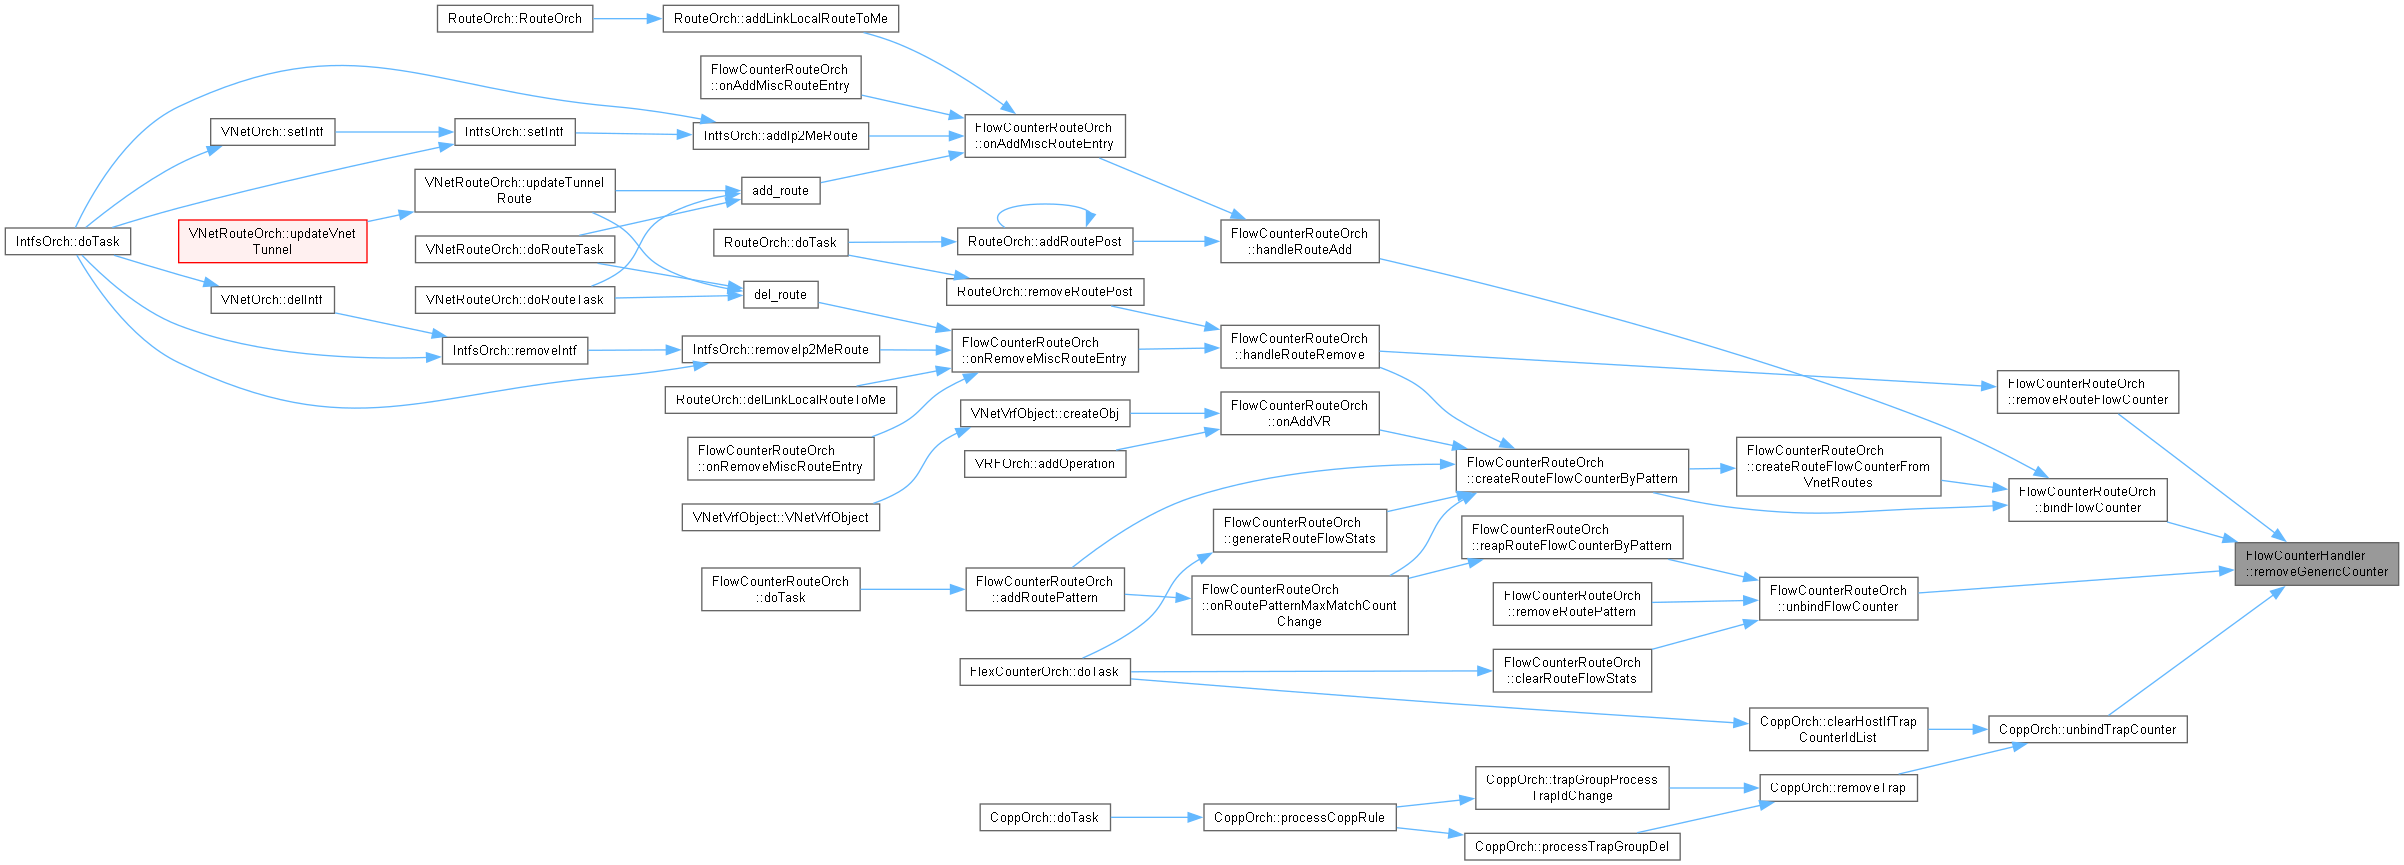 RouteOrch::RouteOrch
RouteOrch::addLinkLocalRouteToMe
FlowCounterRouteOrch
::onAddMiscRouteEntry
VNetOrch::setIntf
IntfsOrch::setIntf
IntfsOrch::addIp2MeRoute
FlowCounterRouteOrch
::onAddMiscRouteEntry
VNetRouteOrch::updateTunnel
Route
add_route
IntfsOrch::doTask
VNetRouteOrch::updateVnet
Tunnel
VNetRouteOrch::doRouteTask
RouteOrch::doTask
RouteOrch::addRoutePost
FlowCounterRouteOrch
::handleRouteAdd
VNetOrch::delIntf
VNetRouteOrch::doRouteTask
del_route
RouteOrch::removeRoutePost
IntfsOrch::removeIntf
IntfsOrch::removeIp2MeRoute
FlowCounterRouteOrch
::onRemoveMiscRouteEntry
FlowCounterRouteOrch
::handleRouteRemove
RouteOrch::delLinkLocalRouteToMe
VNetVrfObject::createObj
FlowCounterRouteOrch
::onAddVR
FlowCounterRouteOrch
::removeRouteFlowCounter
FlowCounterRouteOrch
::onRemoveMiscRouteEntry
VRFOrch::addOperation
FlowCounterRouteOrch
::createRouteFlowCounterByPattern
FlowCounterRouteOrch
::createRouteFlowCounterFrom
VnetRoutes
FlowCounterRouteOrch
::bindFlowCounter
VNetVrfObject::VNetVrfObject
FlowCounterRouteOrch
::generateRouteFlowStats
FlowCounterRouteOrch
::reapRouteFlowCounterByPattern
FlowCounterHandler
::removeGenericCounter
FlowCounterRouteOrch
::doTask
FlowCounterRouteOrch
::addRoutePattern
FlowCounterRouteOrch
::onRoutePatternMaxMatchCount
Change
FlowCounterRouteOrch
::removeRoutePattern
FlowCounterRouteOrch
::unbindFlowCounter
FlexCounterOrch::doTask
FlowCounterRouteOrch
::clearRouteFlowStats
CoppOrch::clearHostIfTrap
CounterIdList
CoppOrch::unbindTrapCounter
CoppOrch::trapGroupProcess
TrapIdChange
CoppOrch::removeTrap
CoppOrch::doTask
CoppOrch::processCoppRule
CoppOrch::processTrapGroupDel